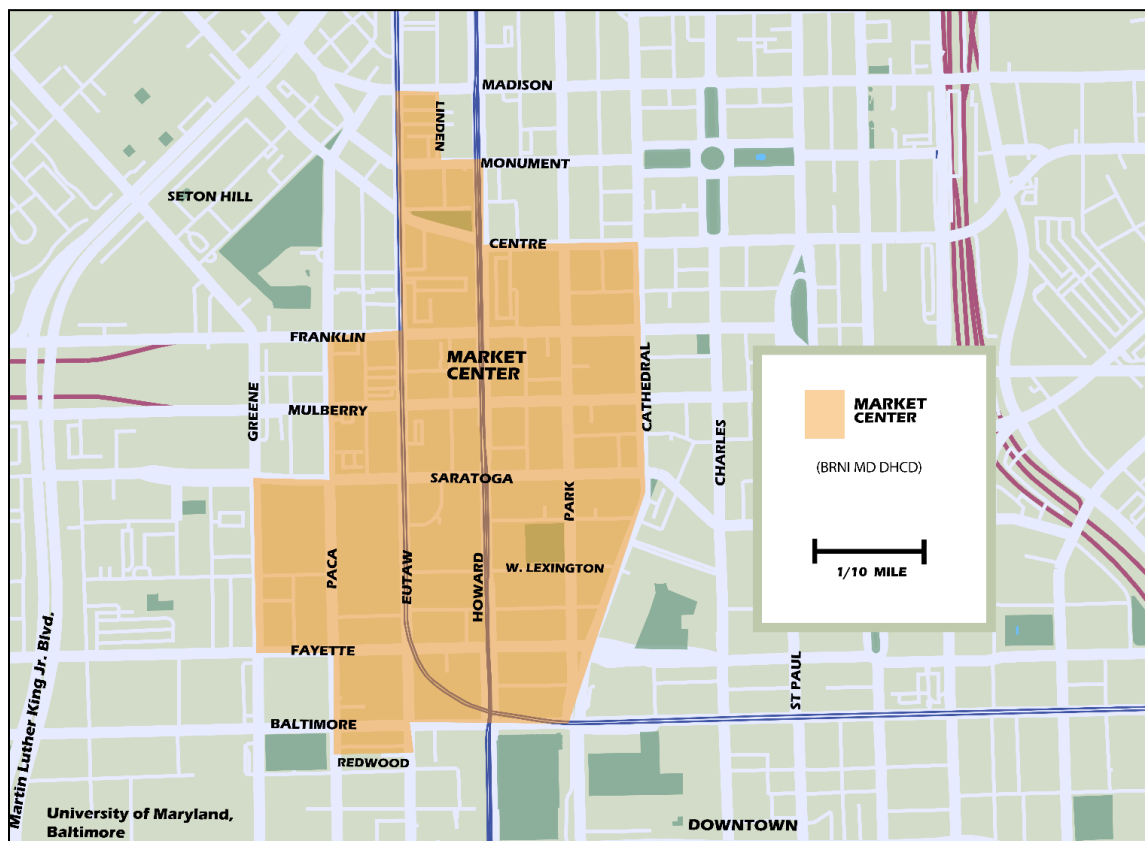 MADISON
LINDEN
MONUMENT
SETON HILL
CENTRE
FRANKLIN
MARKET
CENTER
CATHEDRAL
GREENE
MULBERRY
MARKET
CENTER
CHARLES
(BRNI MD DHCD)
SARATOGA
PARK
PACA
EUTAW
HOWARD
W. LEXINGTON
1/10 MILE
FAYETTE
ST PAUL
Martin Luther King Jr. Blvd.
BALTIMORE
REDWOOD
University of Maryland,
Baltimore
DOWNTOWN